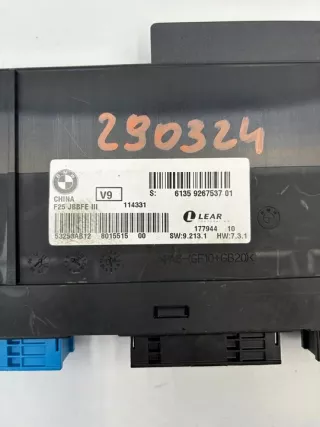 290324
V9
S: 6135 9267537 01
CHINA
F25 JBBFE III 114331
LEAR
177944 10
8015515 00
SW:9.213.1 HW:7.3.1